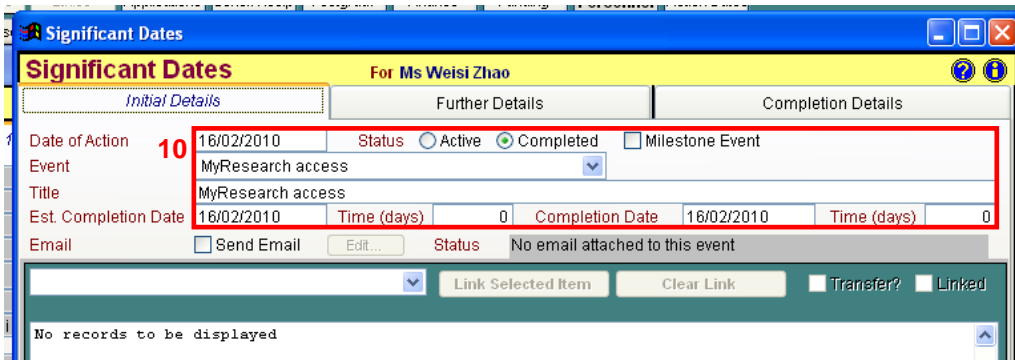 Significant Dates
Significant Dates For Ms Weisi Zhao
Initial Details Further Details Completion Details
Date of Action 10 16/02/2010 Status Active Completed Milestone Event
Event MyResearch access
Title MyResearch access
Est. Completion Date 16/02/2010 Time (days) 0 Completion Date 16/02/2010 Time (days) 0
Email Send Email Edit... Status No email attached to this event
Link Selected Item Clear Link Transfer? Linked
No records to be displayed